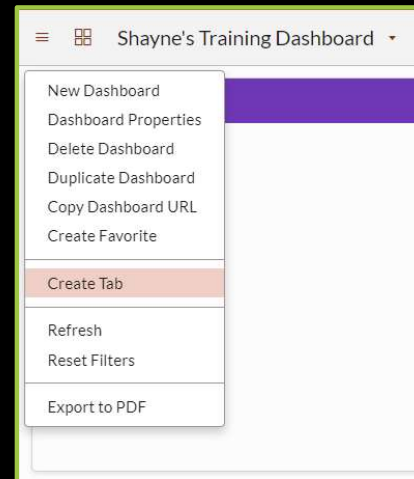 Shayne's Training Dashboard
New Dashboard
Dashboard Properties
Delete Dashboard
Duplicate Dashboard
Copy Dashboard URL
Create Favorite
Create Tab
Refresh
Reset Filters
Export to PDF